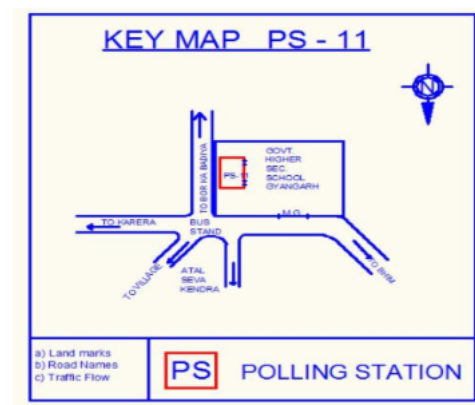 KEY MAP PS - 11
N
TO BOR KA BADIYA
PS-11
GOVT.
HIGHER
SEC.
SCHOOL
GYANGARH
M.G.
TO KARERA
BUS
STAND
TO VILLAGE
ATAL
SEVA
KENDRA
TO BHIM
a) Land marks
b) Road Names
c) Traffic Flow
PS
POLLING STATION